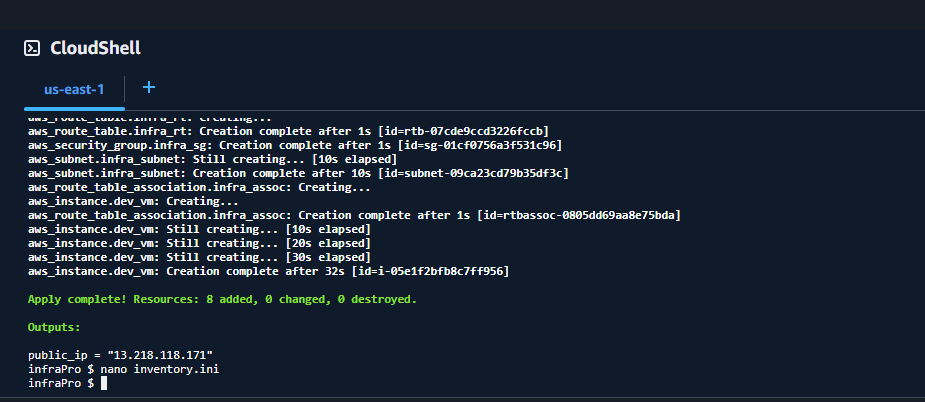 CloudShell
us-east-1 +
aws_route_table.infra_rt: Creating...
aws_route_table.infra_rt: Creation complete after 1s [id=rtb-07cde9ccd3226fccb]
aws_security_group.infra_sg: Creation complete after 1s [id=sg-01cf0756a3f531c96]
aws_subnet.infra_subnet: Still creating... [10s elapsed]
aws_subnet.infra_subnet: Creation complete after 10s [id=subnet-09ca23cd79b35df3c]
aws_route_table_association.infra_assoc: Creating...
aws_instance.dev_vm: Creating...
aws_route_table_association.infra_assoc: Creation complete after 1s [id=rtbassoc-0805dd69aa8e75bda]
aws_instance.dev_vm: Still creating... [10s elapsed]
aws_instance.dev_vm: Still creating... [20s elapsed]
aws_instance.dev_vm: Still creating... [30s elapsed]
aws_instance.dev_vm: Creation complete after 32s [id=i-05e1f2bfb8c7ff956]
Apply complete! Resources: 8 added, 0 changed, 0 destroyed.
Outputs:
public_ip = "13.218.118.171"
infraPro $ nano inventory.ini
infraPro $